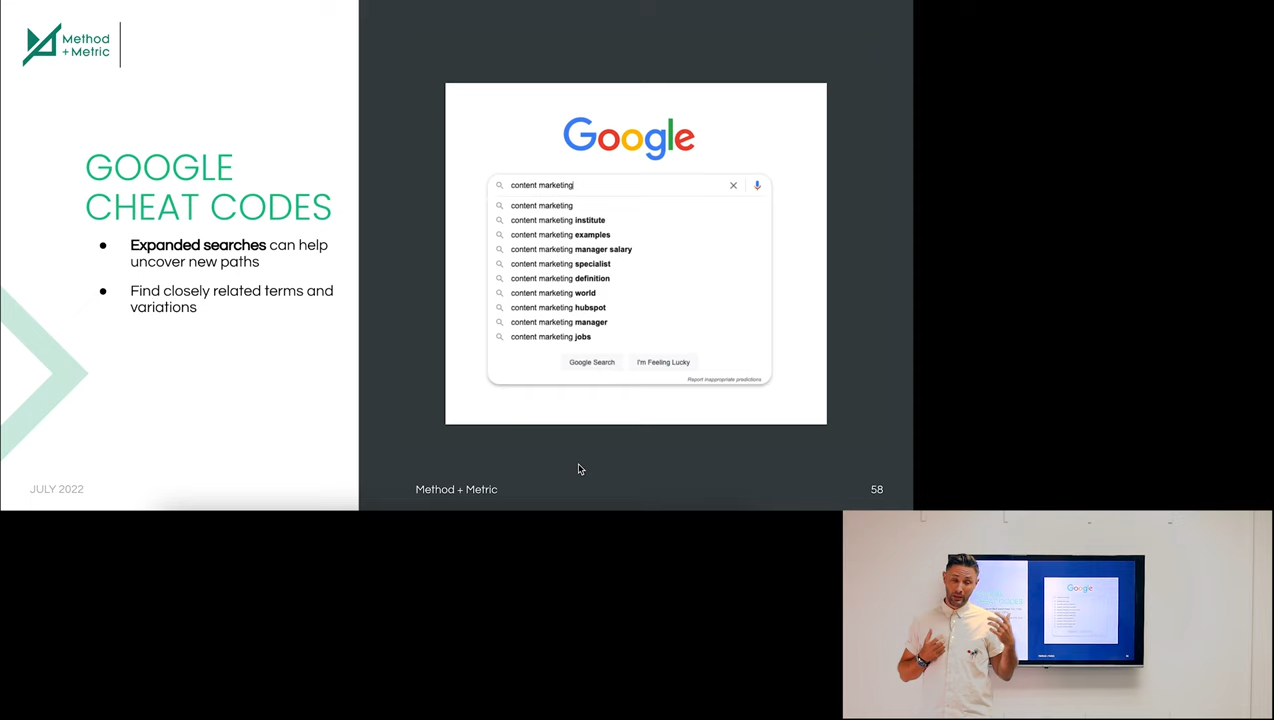 Method
+ Metric
GOOGLE
CHEAT CODES
● Expanded searches can help
uncover new paths
● Find closely related terms and
variations
JULY 2022
Google
content marketing
content marketing
content marketing institute
content marketing examples
content marketing manager salary
content marketing specialist
content marketing definition
content marketing world
content marketing hubspot
content marketing manager
content marketing jobs
Google Search
I'm Feeling Lucky
Report inappropriate predictions
Method + Metric
58
Google